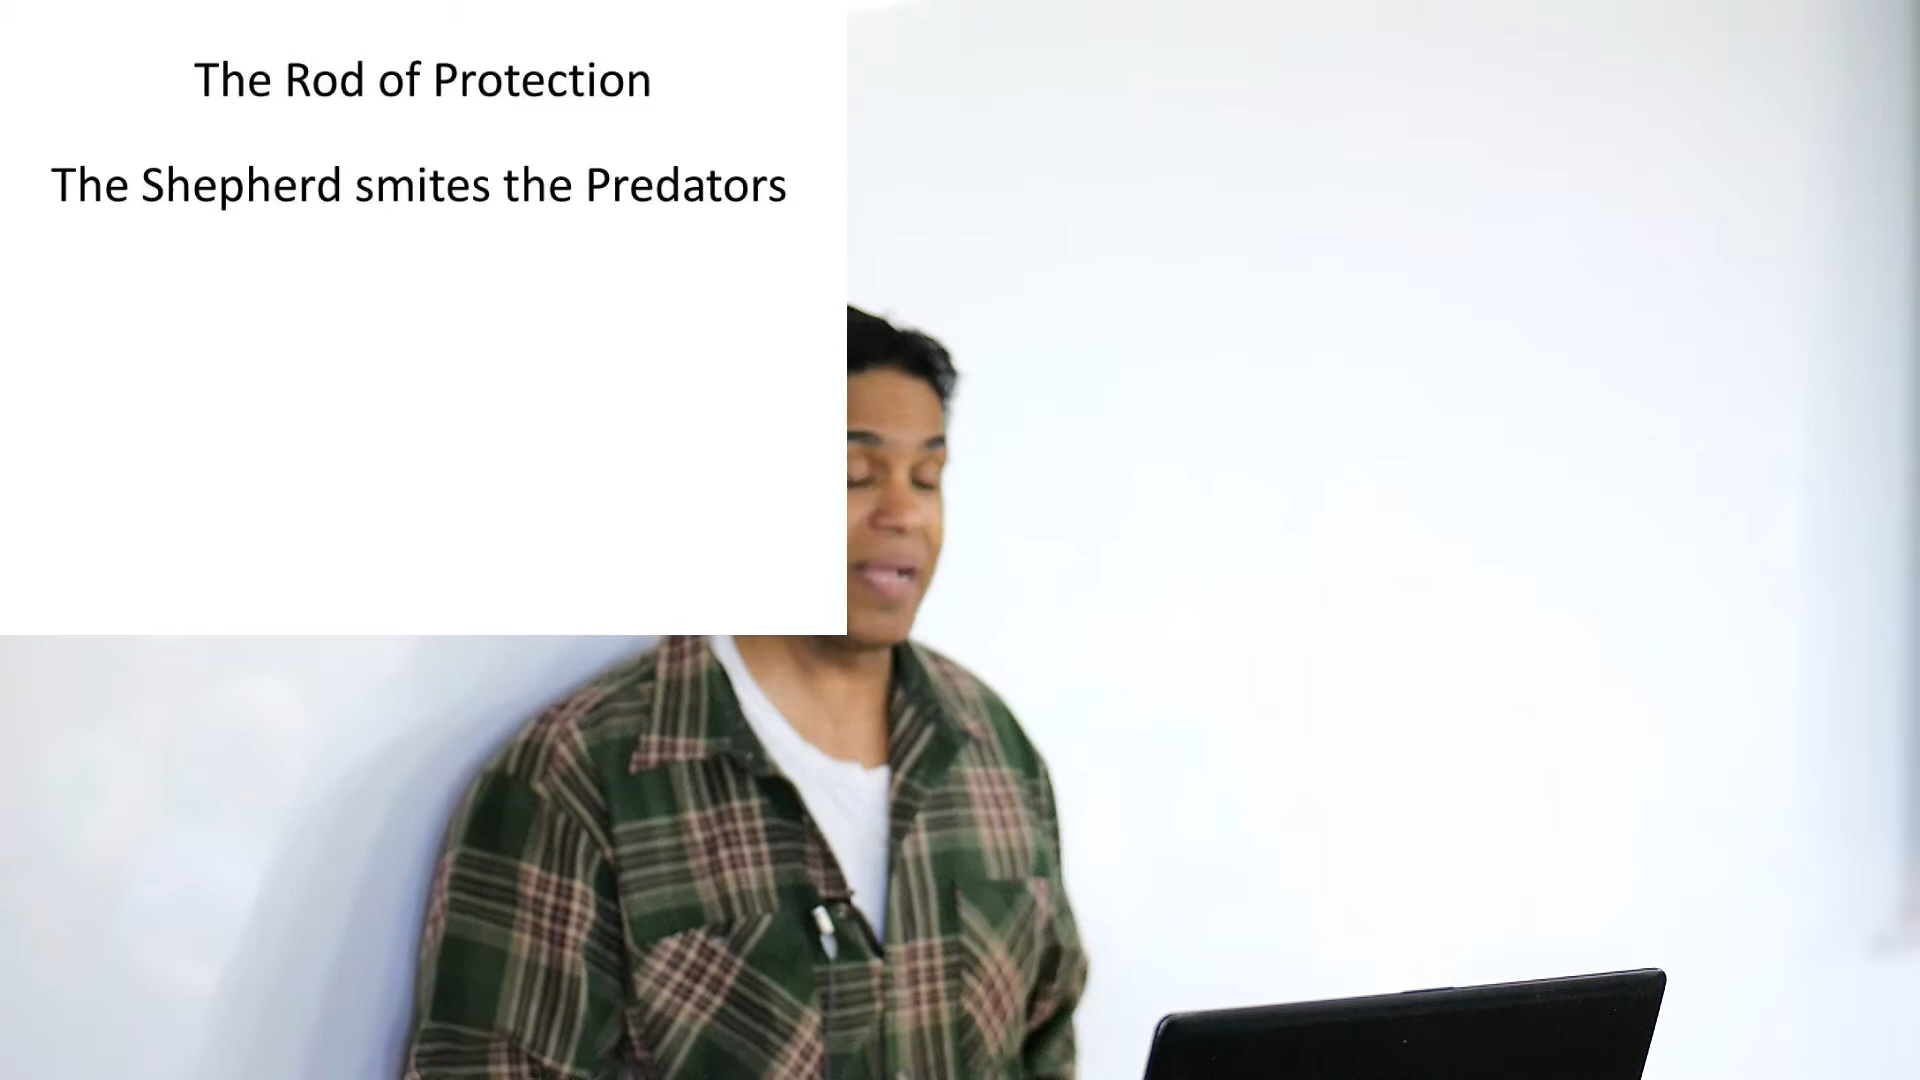 The Rod of Protection
The Shepherd smites the Predators